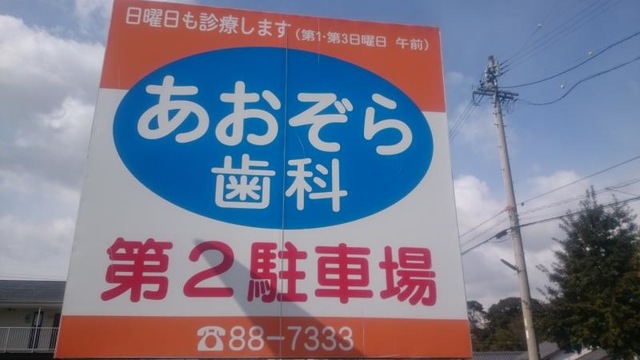 日曜日も診療します(第1・第3日曜日 午前)
あおぞら
歯科
第2駐車場
☎88-7333